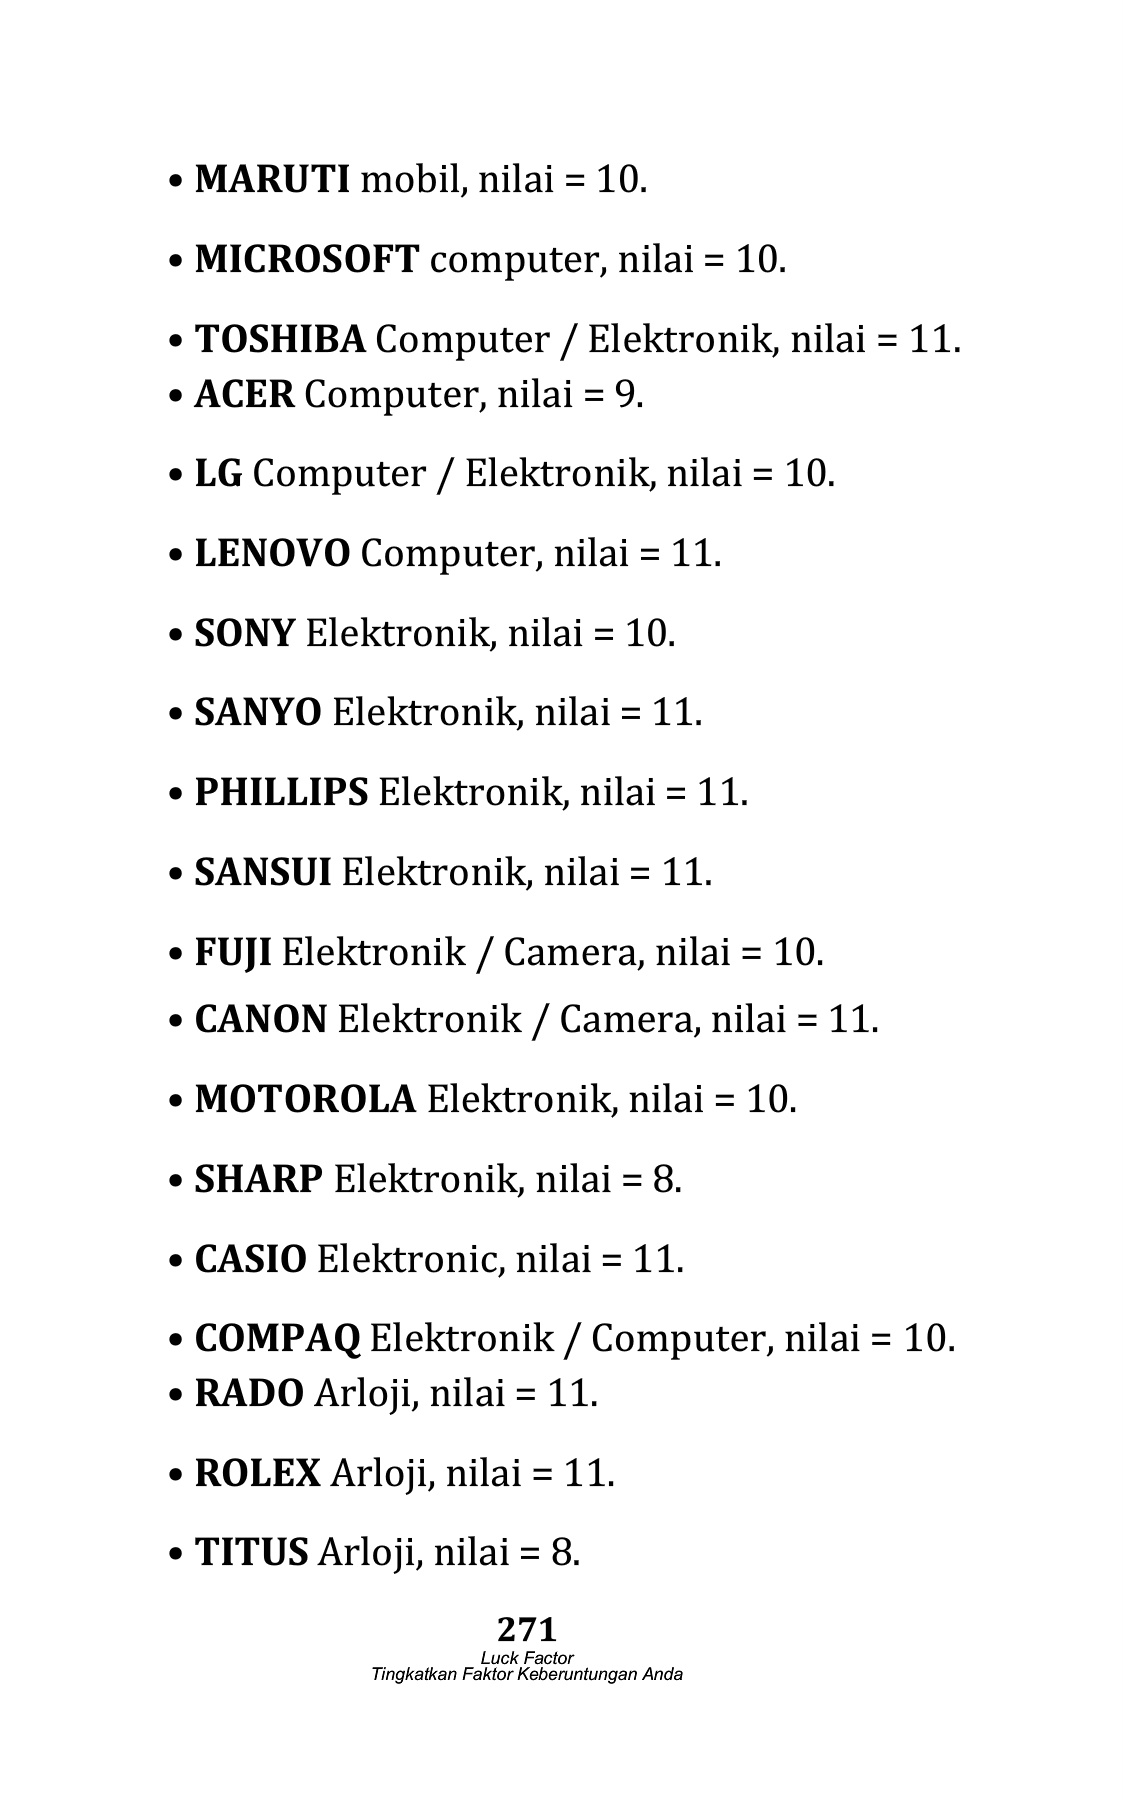 • MARUTI mobil, nilai = 10.
• MICROSOFT computer, nilai = 10.
• TOSHIBA Computer / Elektronik, nilai = 11.
• ACER Computer, nilai = 9.
• LG Computer / Elektronik, nilai = 10.
• LENOVO Computer, nilai = 11.
• SONY Elektronik, nilai = 10.
• SANYO Elektronik, nilai = 11.
• PHILLIPS Elektronik, nilai = 11.
• SANSUI Elektronik, nilai = 11.
• FUJI Elektronik / Camera, nilai = 10.
• CANON Elektronik / Camera, nilai = 11.
• MOTOROLA Elektronik, nilai = 10.
• SHARP Elektronik, nilai = 8.
• CASIO Elektronic, nilai = 11.
• COMPAQ Elektronik / Computer, nilai = 10.
• RADO Arloji, nilai = 11.
• ROLEX Arloji, nilai = 11.
• TITUS Arloji, nilai = 8.
271
Luck Factor
Tingkatkan Faktor Keberuntungan Anda